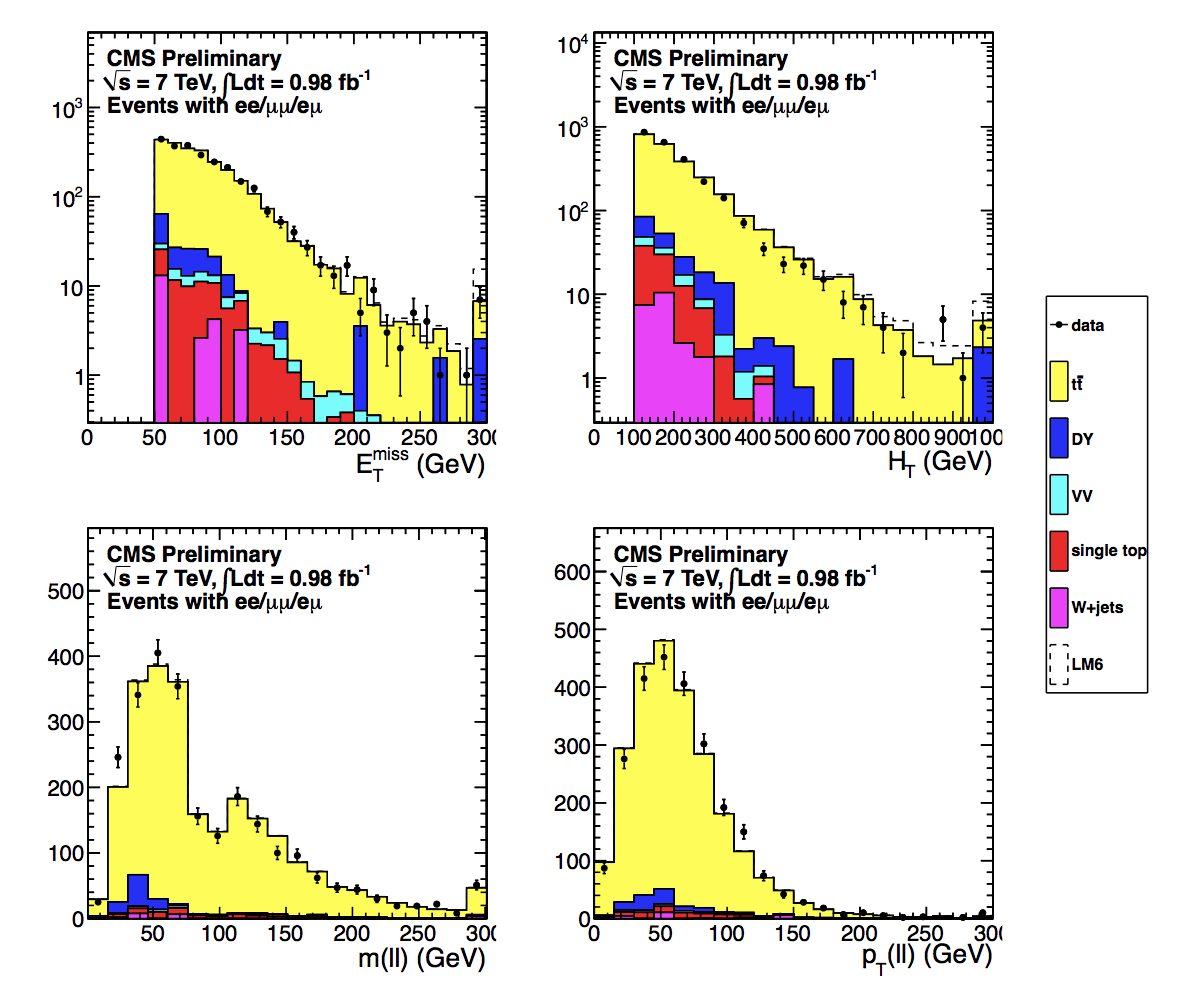 CMS Preliminary
√s = 7 TeV, ∫Ldt = 0.98 fb⁻¹
Events with ee/μμ/eμ
10³
10²
10
1
0 50 100 150 200 250 300
E_T^miss (GeV)
CMS Preliminary
√s = 7 TeV, ∫Ldt = 0.98 fb⁻¹
Events with ee/μμ/eμ
10⁴
10³
10²
10
1
0 100 200 300 400 500 600 700 800 900 100
H_T (GeV)
data
tt̄
DY
VV
single top
W+jets
LM6
CMS Preliminary
√s = 7 TeV, ∫Ldt = 0.98 fb⁻¹
Events with ee/μμ/eμ
500
400
300
200
100
0
50 100 150 200 250 300
m(ll) (GeV)
CMS Preliminary
√s = 7 TeV, ∫Ldt = 0.98 fb⁻¹
Events with ee/μμ/eμ
600
500
400
300
200
100
0
0 50 100 150 200 250 300
p_T(ll) (GeV)